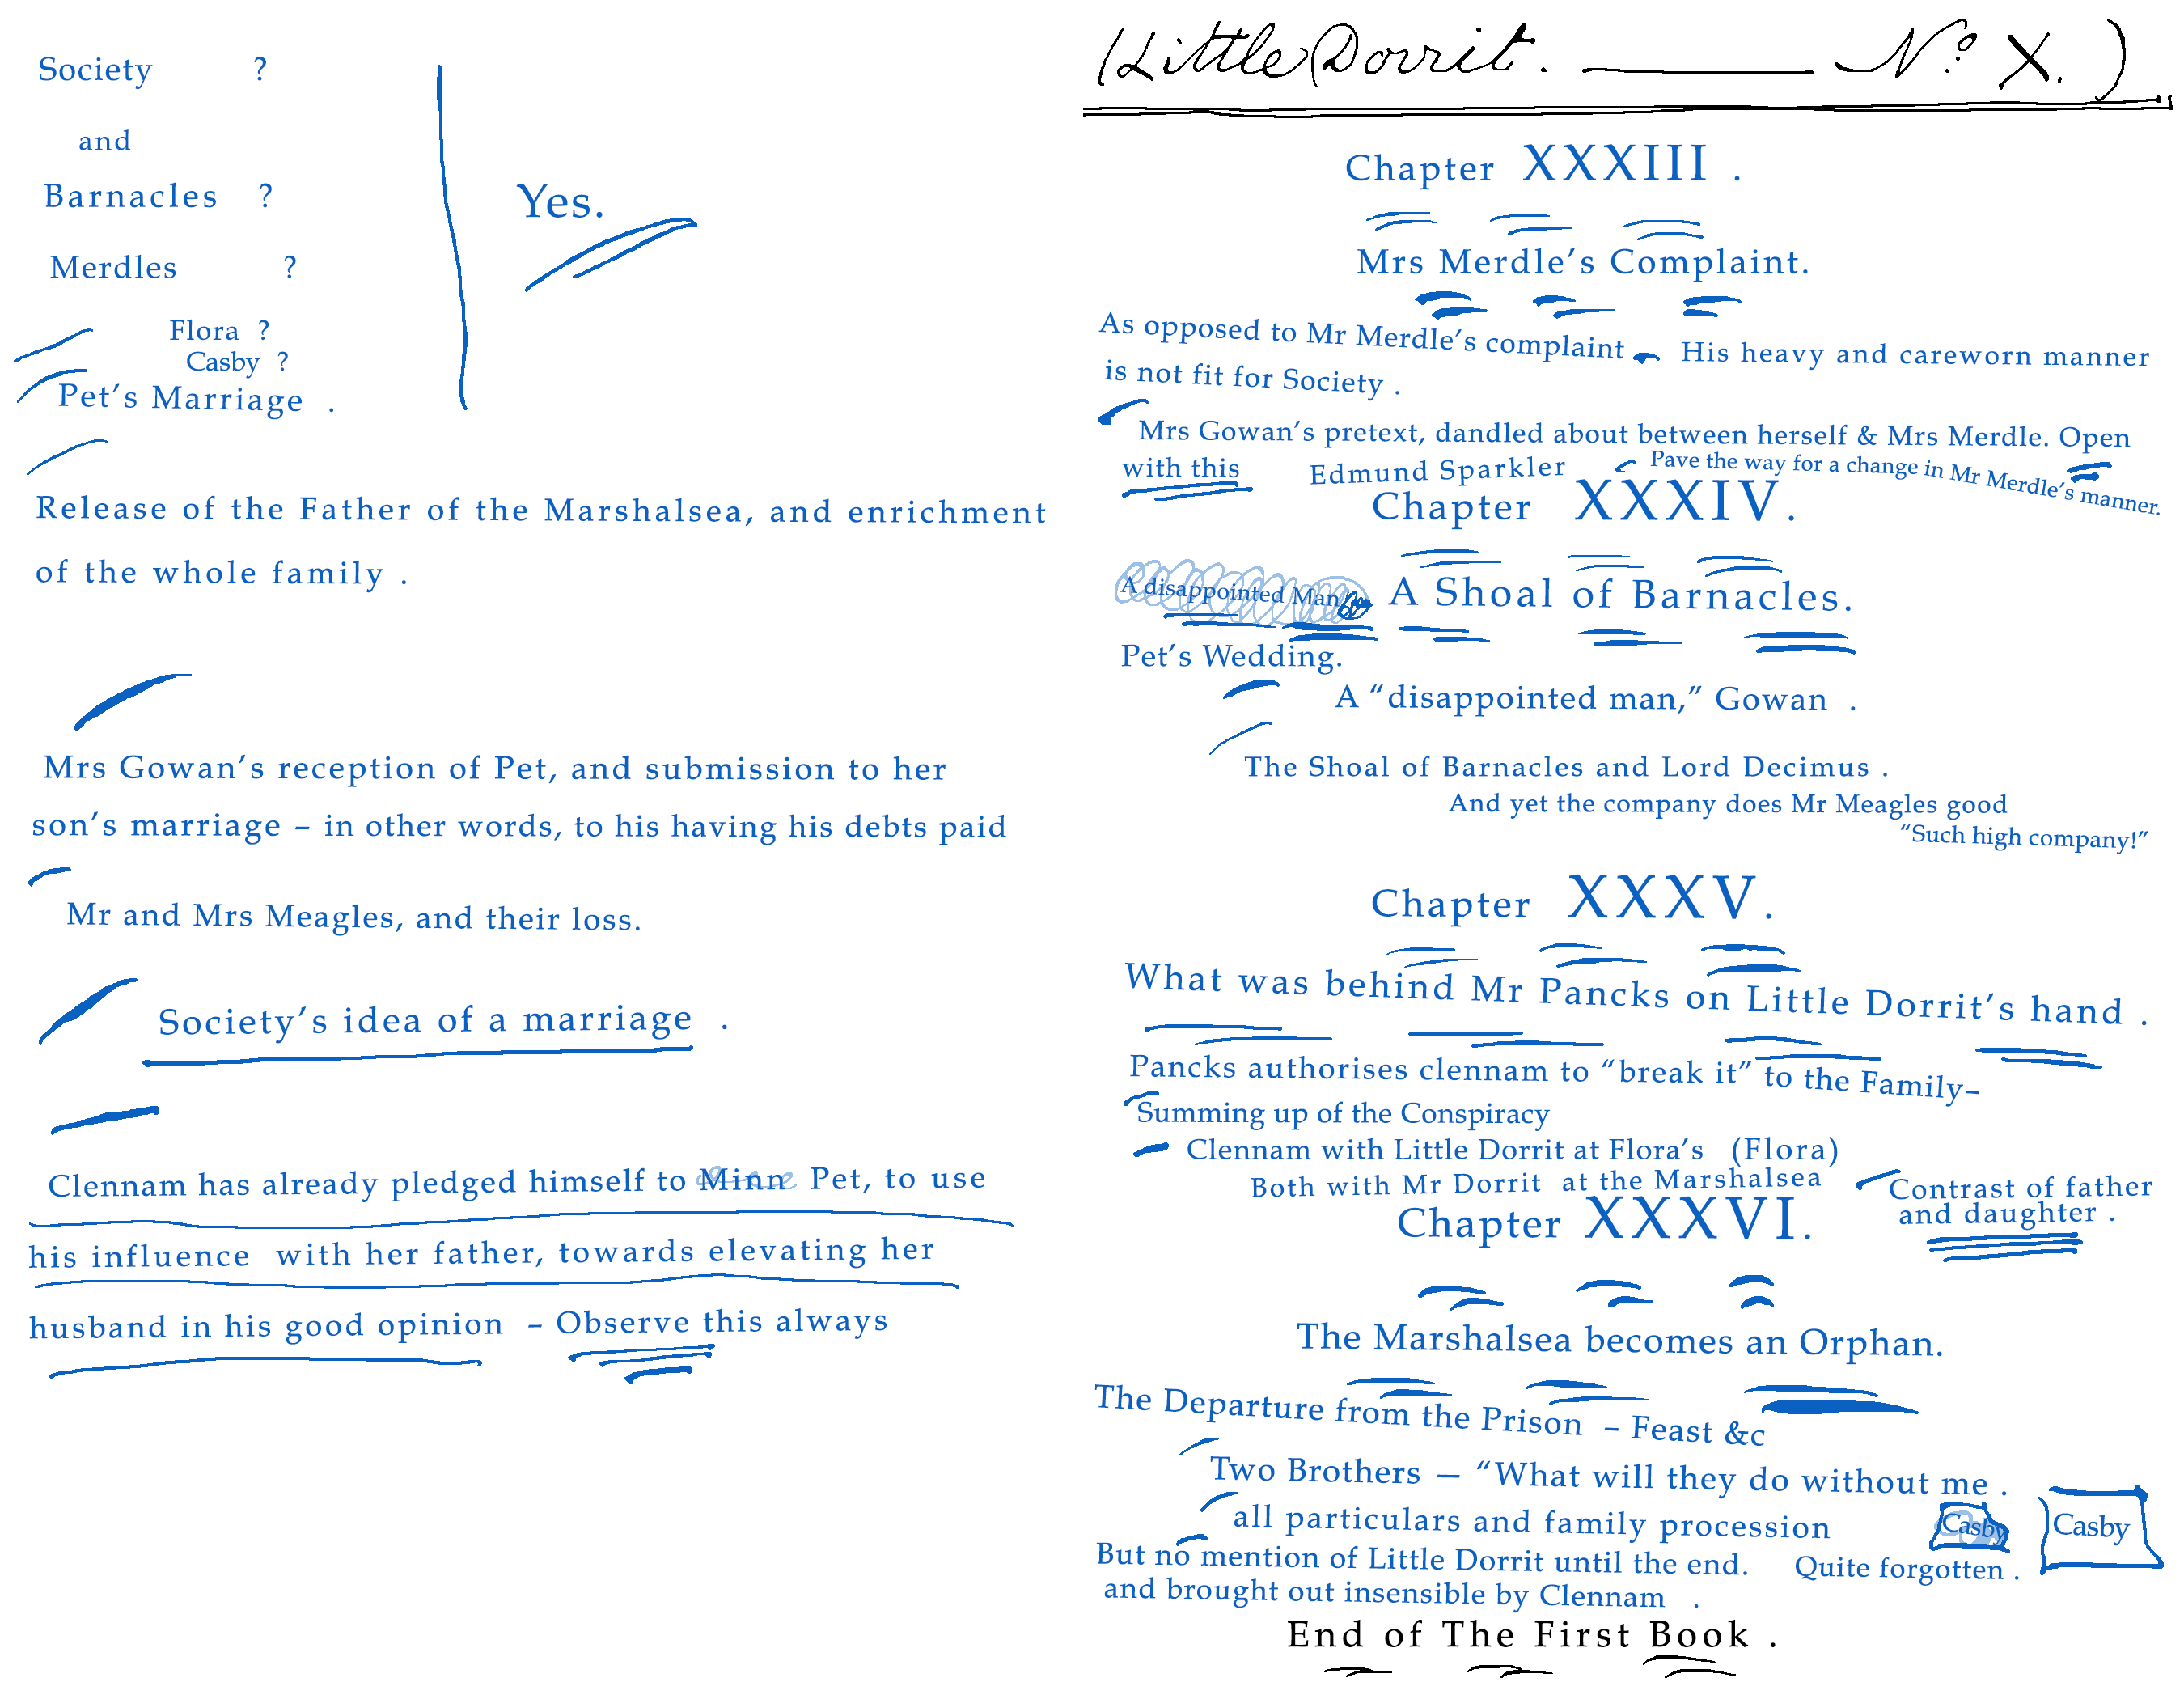 Society ?
and
Barnacles ?
Merdles ?
Flora ?
Casby ?
Pet's Marriage .
Yes.
Release of the Father of the Marshalsea, and enrichment
of the whole family .
Mrs Gowan's reception of Pet, and submission to her
son's marriage – in other words, to his having his debts paid
Mr and Mrs Meagles, and their loss.
Society's idea of a marriage .
Clennam has already pledged himself to Minn Pet, to use
his influence with her father, towards elevating her
husband in his good opinion – Observe this always
(Little Dorrit. —— No. X.)
Chapter XXXIII .
Mrs Merdle's Complaint.
As opposed to Mr Merdle's complaint His heavy and careworn manner
is not fit for Society .
Mrs Gowan's pretext, dandled about between herself & Mrs Merdle. Open
with this Edmund Sparkler Pave the way for a change in Mr Merdle's manner.
Chapter XXXIV.
A disappointed Man A Shoal of Barnacles.
Pet's Wedding.
A “disappointed man,” Gowan .
The Shoal of Barnacles and Lord Decimus .
And yet the company does Mr Meagles good
“Such high company!”
Chapter XXXV.
What was behind Mr Pancks on Little Dorrit's hand .
Pancks authorises clennam to “break it” to the Family–
Summing up of the Conspiracy
Clennam with Little Dorrit at Flora's (Flora)
Both with Mr Dorrit at the Marshalsea
Contrast of father
and daughter .
Chapter XXXVI.
The Marshalsea becomes an Orphan.
The Departure from the Prison – Feast &c
Two Brothers — “What will they do without me .
all particulars and family procession
Casby Casby
But no mention of Little Dorrit until the end. Quite forgotten .
and brought out insensible by Clennam .
End of The First Book .